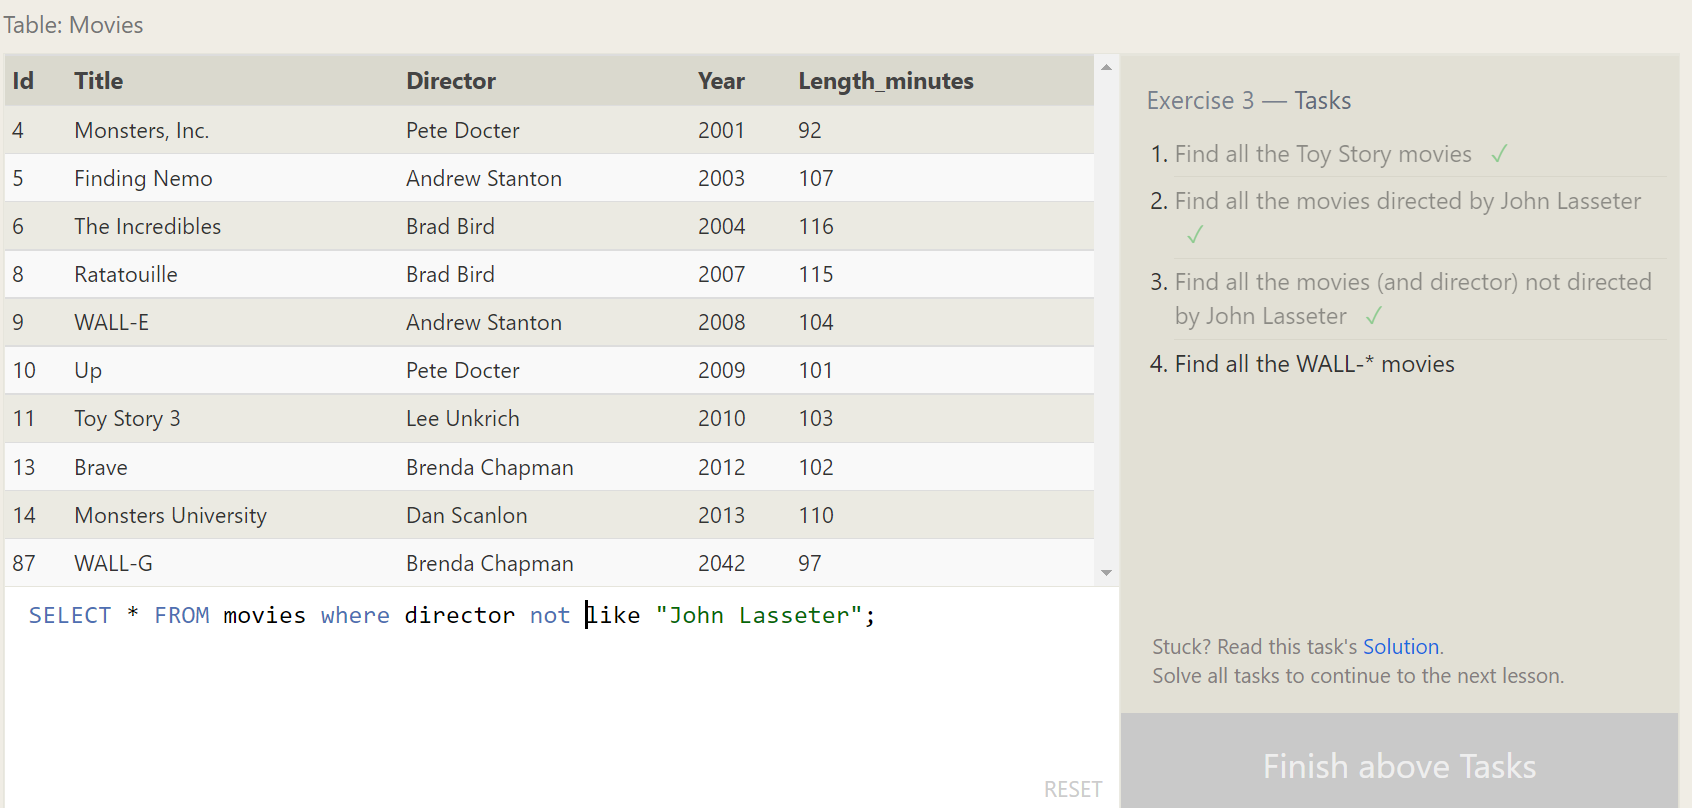 Table: Movies
Id Title Director Year Length_minutes
4 Monsters, Inc. Pete Docter 2001 92
5 Finding Nemo Andrew Stanton 2003 107
6 The Incredibles Brad Bird 2004 116
8 Ratatouille Brad Bird 2007 115
9 WALL-E Andrew Stanton 2008 104
10 Up Pete Docter 2009 101
11 Toy Story 3 Lee Unkrich 2010 103
13 Brave Brenda Chapman 2012 102
14 Monsters University Dan Scanlon 2013 110
87 WALL-G Brenda Chapman 2042 97
SELECT * FROM movies where director not like "John Lasseter";
RESET
Exercise 3 — Tasks
1. Find all the Toy Story movies ✓
2. Find all the movies directed by John Lasseter
✓
3. Find all the movies (and director) not directed
by John Lasseter ✓
4. Find all the WALL-* movies
Stuck? Read this task's Solution.
Solve all tasks to continue to the next lesson.
Finish above Tasks